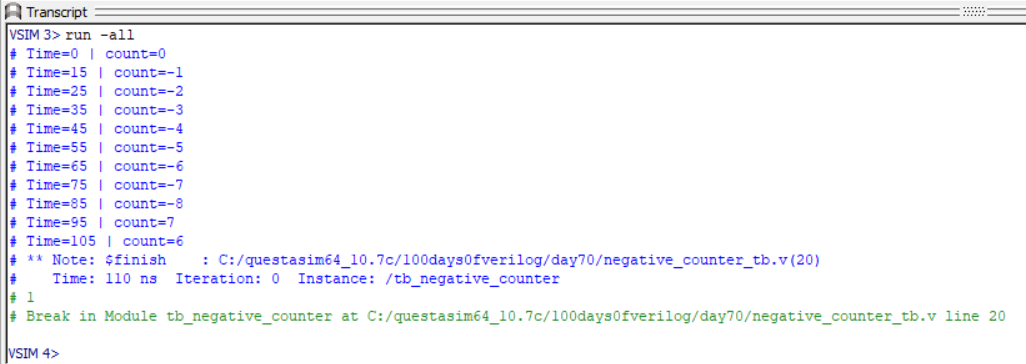 Transcript
VSIM 3> run -all
# Time=0 | count=0
# Time=15 | count=-1
# Time=25 | count=-2
# Time=35 | count=-3
# Time=45 | count=-4
# Time=55 | count=-5
# Time=65 | count=-6
# Time=75 | count=-7
# Time=85 | count=-8
# Time=95 | count=7
# Time=105 | count=6
# ** Note: $finish    : C:/questasim64_10.7c/100days0fverilog/day70/negative_counter_tb.v(20)
#    Time: 110 ns  Iteration: 0  Instance: /tb_negative_counter
# 1
# Break in Module tb_negative_counter at C:/questasim64_10.7c/100days0fverilog/day70/negative_counter_tb.v line 20
VSIM 4>